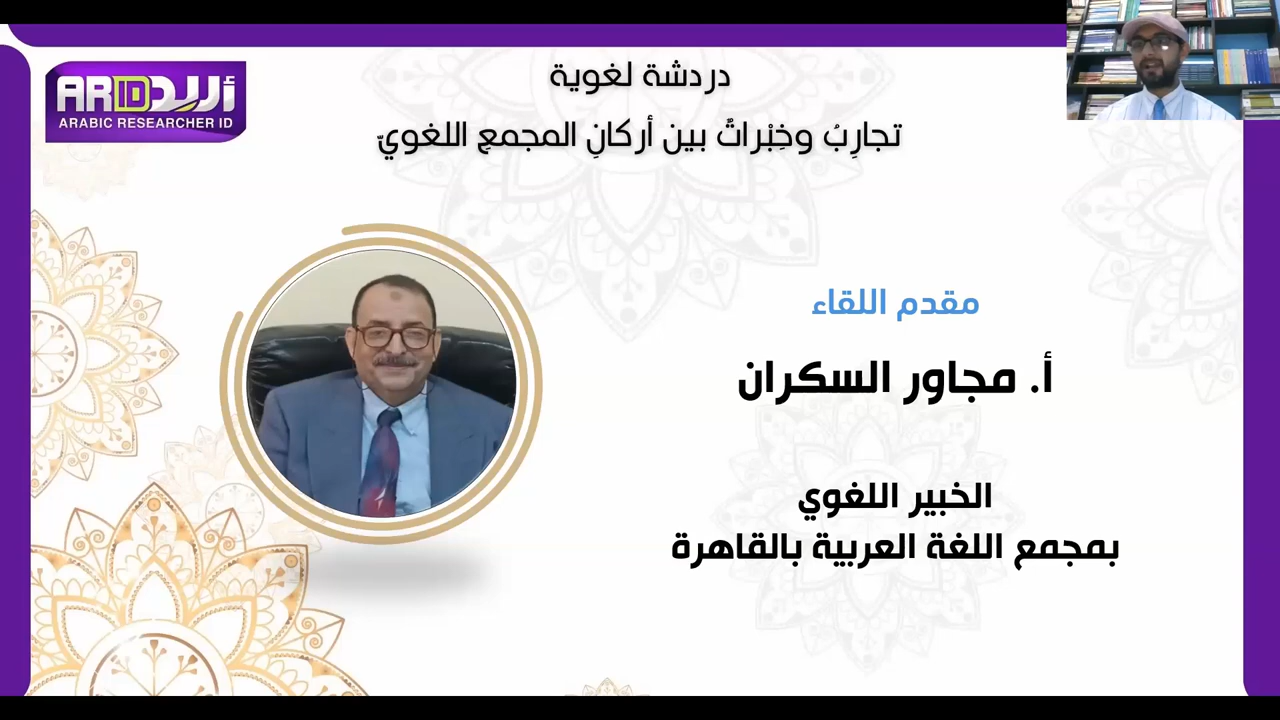 دردشة لغوية
تجارِبُ وخِبْراتٌ بين أركانِ المجمعِ اللغويّ
ARID أريد
ARABIC RESEARCHER ID
مقدم اللقاء
أ. مجاور السكران
الخبير اللغوي
بمجمع اللغة العربية بالقاهرة